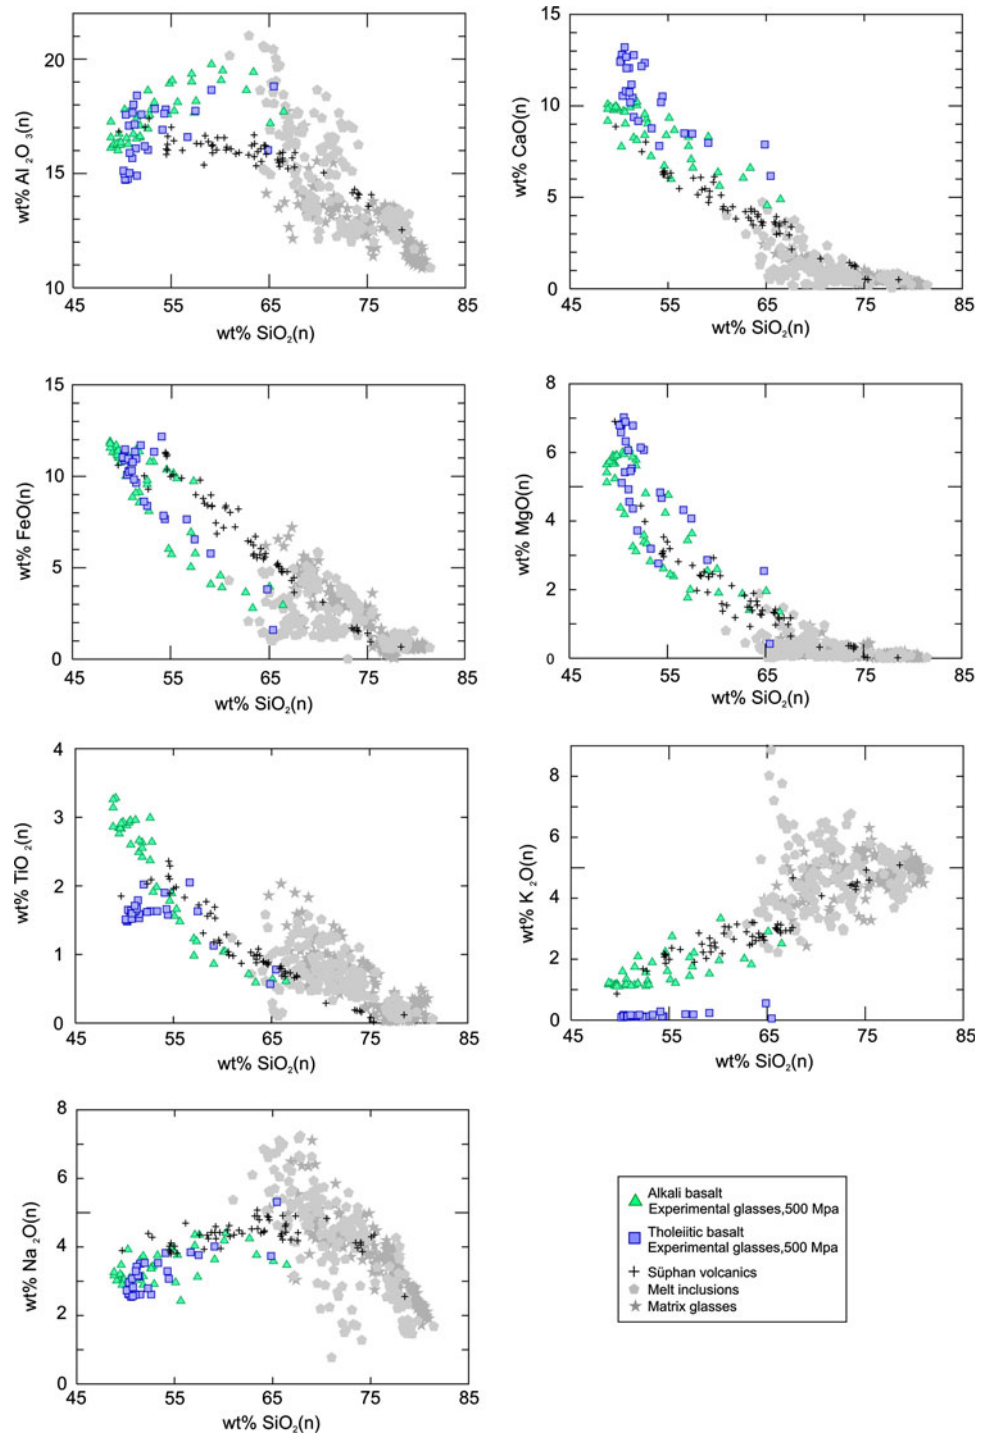 wt% Al₂O₃(n)
20
15
10
45 55 65 75 85
wt% SiO₂(n)
wt% CaO(n)
15
10
5
0
45 55 65 75 85
wt% SiO₂(n)
wt% FeO(n)
15
10
5
0
45 55 65 75 85
wt% SiO₂(n)
wt% MgO(n)
8
6
4
2
0
45 55 65 75 85
wt% SiO₂(n)
wt% TiO₂(n)
4
3
2
1
0
45 55 65 75 85
wt% SiO₂(n)
wt% K₂O(n)
8
6
4
2
0
45 55 65 75 85
wt% SiO₂(n)
wt% Na₂O(n)
8
6
4
2
0
45 55 65 75 85
wt% SiO₂(n)
Alkali basalt
Experimental glasses,500 Mpa
Tholeiitic basalt
Experimental glasses,500 Mpa
Süphan volcanics
Melt inclusions
Matrix glasses